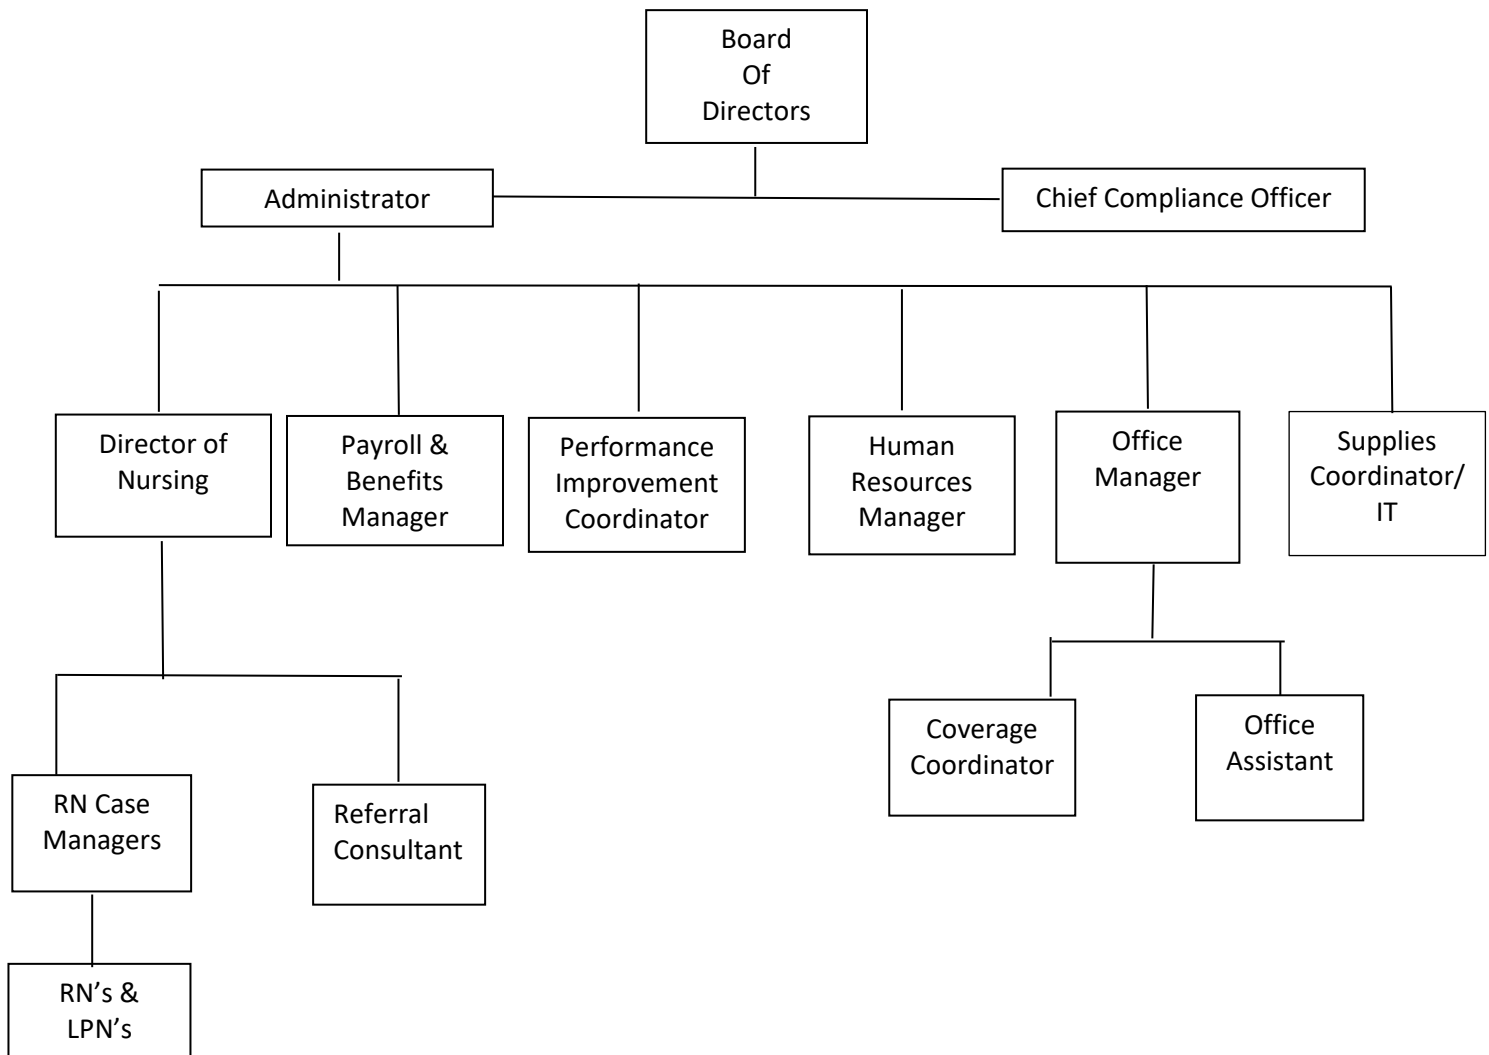 Board
Of
Directors
Administrator
Chief Compliance Officer
Director of
Nursing
Payroll &
Benefits
Manager
Performance
Improvement
Coordinator
Human
Resources
Manager
Office
Manager
Supplies
Coordinator/
IT
Coverage
Coordinator
Office
Assistant
RN Case
Managers
Referral
Consultant
RN’s &
LPN’s